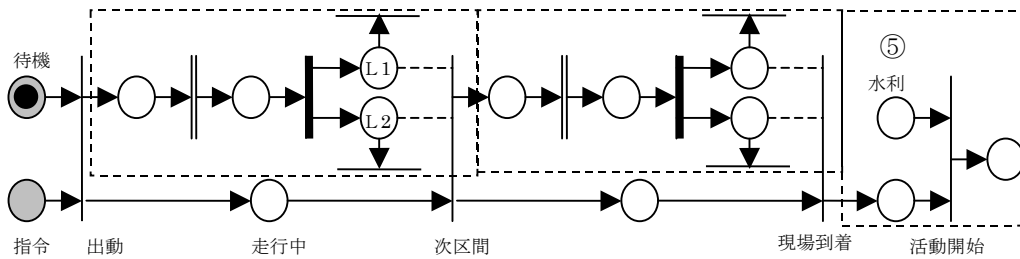 待機
L1
L2
⑤
水利
指令
出動
走行中
次区間
現場到着
活動開始